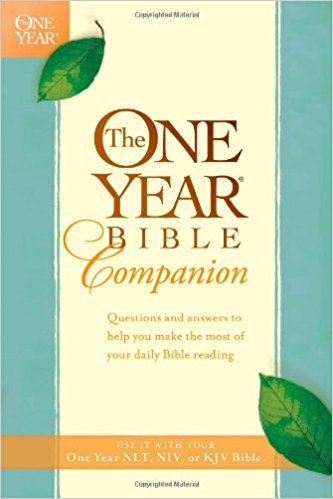 The ONE
YEAR®
The ONE
YEAR®
BIBLE
Companion
Questions and answers to
help you make the most of
your daily Bible reading
USE IT WITH YOUR
One Year NLT, NIV, or KJV Bible.